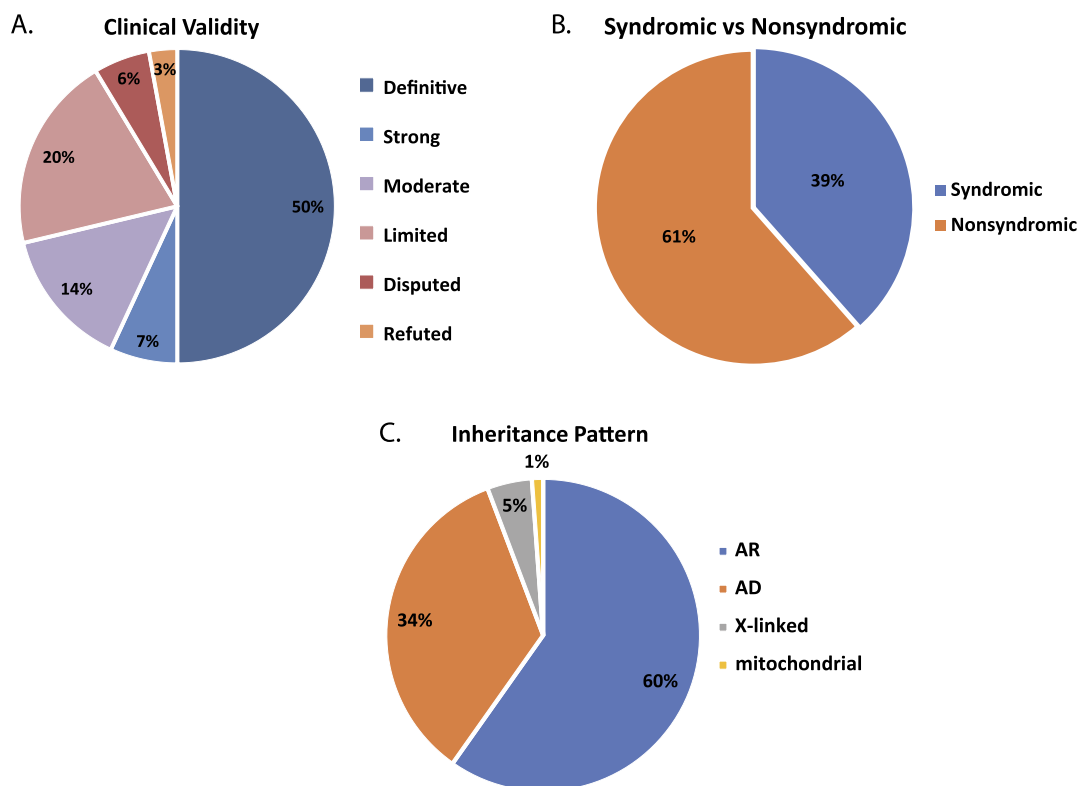 A.
Clinical Validity
3%
6%
20%
50%
14%
7%
Definitive
Strong
Moderate
Limited
Disputed
Refuted
B.
Syndromic vs Nonsyndromic
39%
61%
Syndromic
Nonsyndromic
C.
Inheritance Pattern
1%
5%
34%
60%
AR
AD
X-linked
mitochondrial